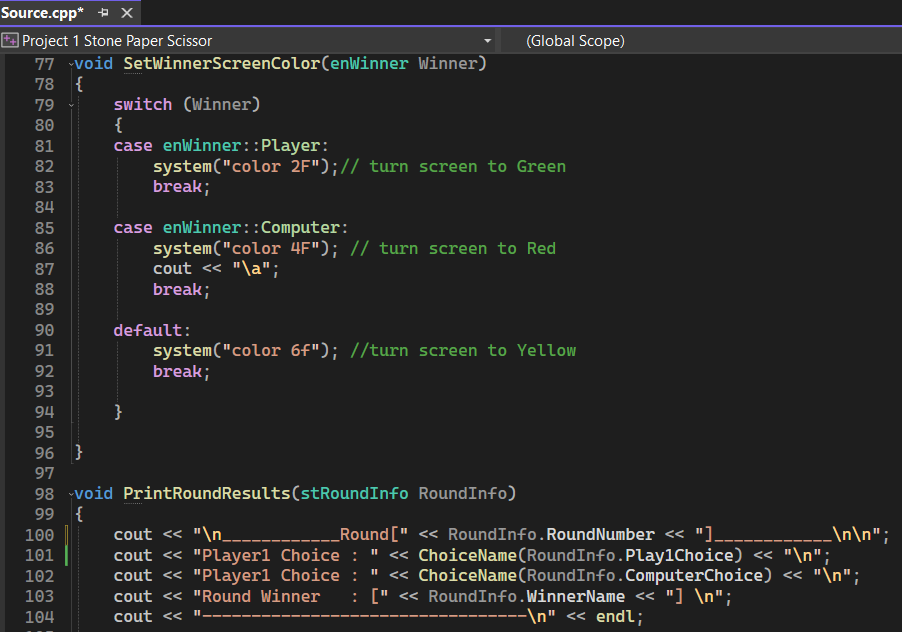 Source.cpp*
Project 1 Stone Paper Scissor (Global Scope)
77 void SetWinnerScreenColor(enWinner Winner)
78 {
79 switch (Winner)
80 {
81 case enWinner::Player:
82 system("color 2F");// turn screen to Green
83 break;
84
85 case enWinner::Computer:
86 system("color 4F"); // turn screen to Red
87 cout << "\a";
88 break;
89
90 default:
91 system("color 6f"); //turn screen to Yellow
92 break;
93
94 }
95
96 }
97
98 void PrintRoundResults(stRoundInfo RoundInfo)
99 {
100 cout << "\n____________Round[" << RoundInfo.RoundNumber << "]____________\n\n";
101 cout << "Player1 Choice : " << ChoiceName(RoundInfo.Play1Choice) << "\n";
102 cout << "Player1 Choice : " << ChoiceName(RoundInfo.ComputerChoice) << "\n";
103 cout << "Round Winner   : [" << RoundInfo.WinnerName << "] \n";
104 cout << "---------------------------------\n" << endl;